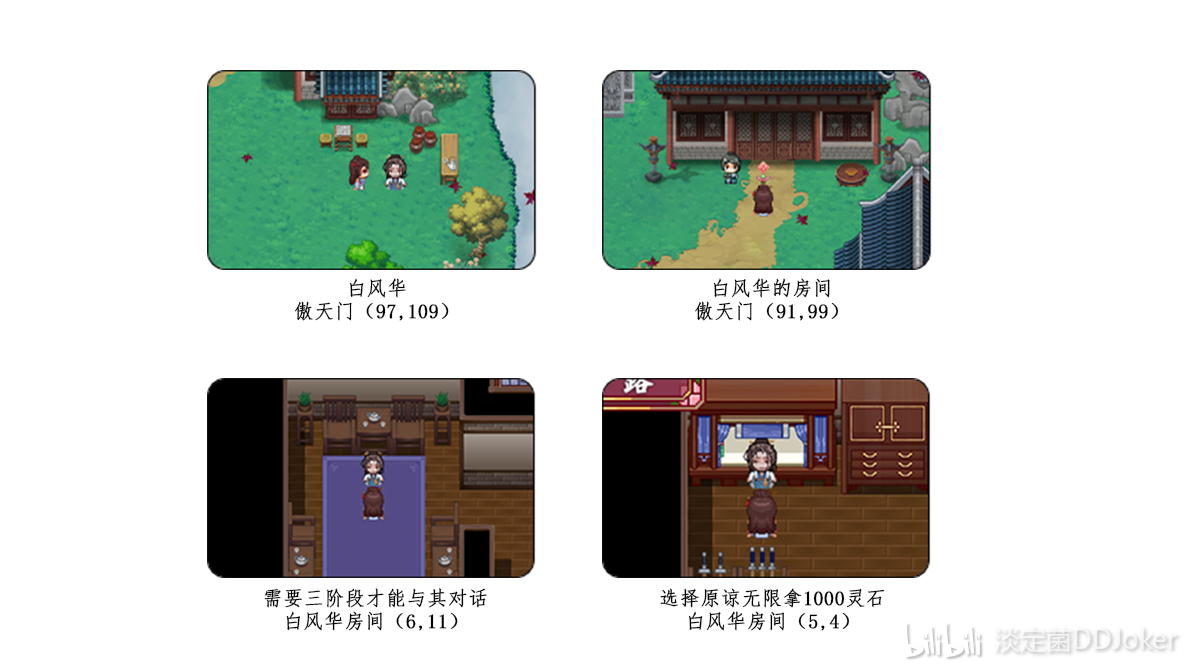 白风华
傲天门（97,109）
白风华的房间
傲天门（91,99）
路
需要三阶段才能与其对话
白风华房间（6,11）
选择原谅无限拿1000灵石
白风华房间（5,4）
bilibili 淡定菌DDJoker